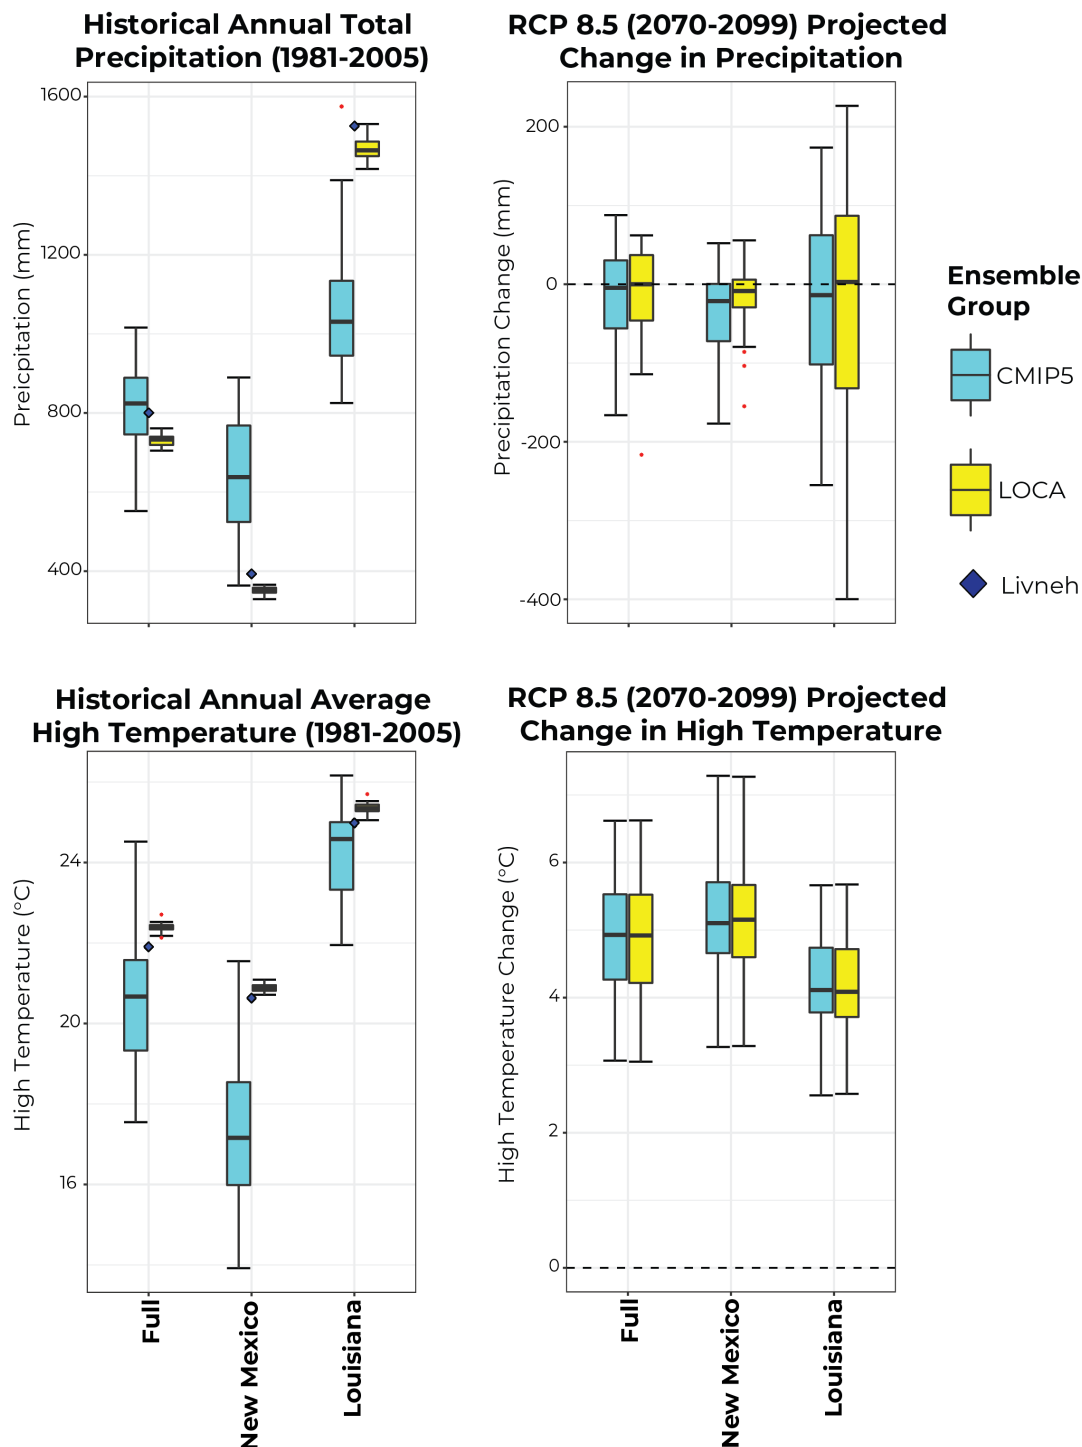 Historical Annual Total
Precipitation (1981-2005)
1600
1200
800
400
Preicpitation (mm)
RCP 8.5 (2070-2099) Projected
Change in Precipitation
200
0
-200
-400
Precipitation Change (mm)
Ensemble
Group
CMIP5
LOCA
Livneh
Historical Annual Average
High Temperature (1981-2005)
24
20
16
High Temperature (°C)
Full
New Mexico
Louisiana
RCP 8.5 (2070-2099) Projected
Change in High Temperature
6
4
2
0
High Temperature Change (°C)
Full
New Mexico
Louisiana